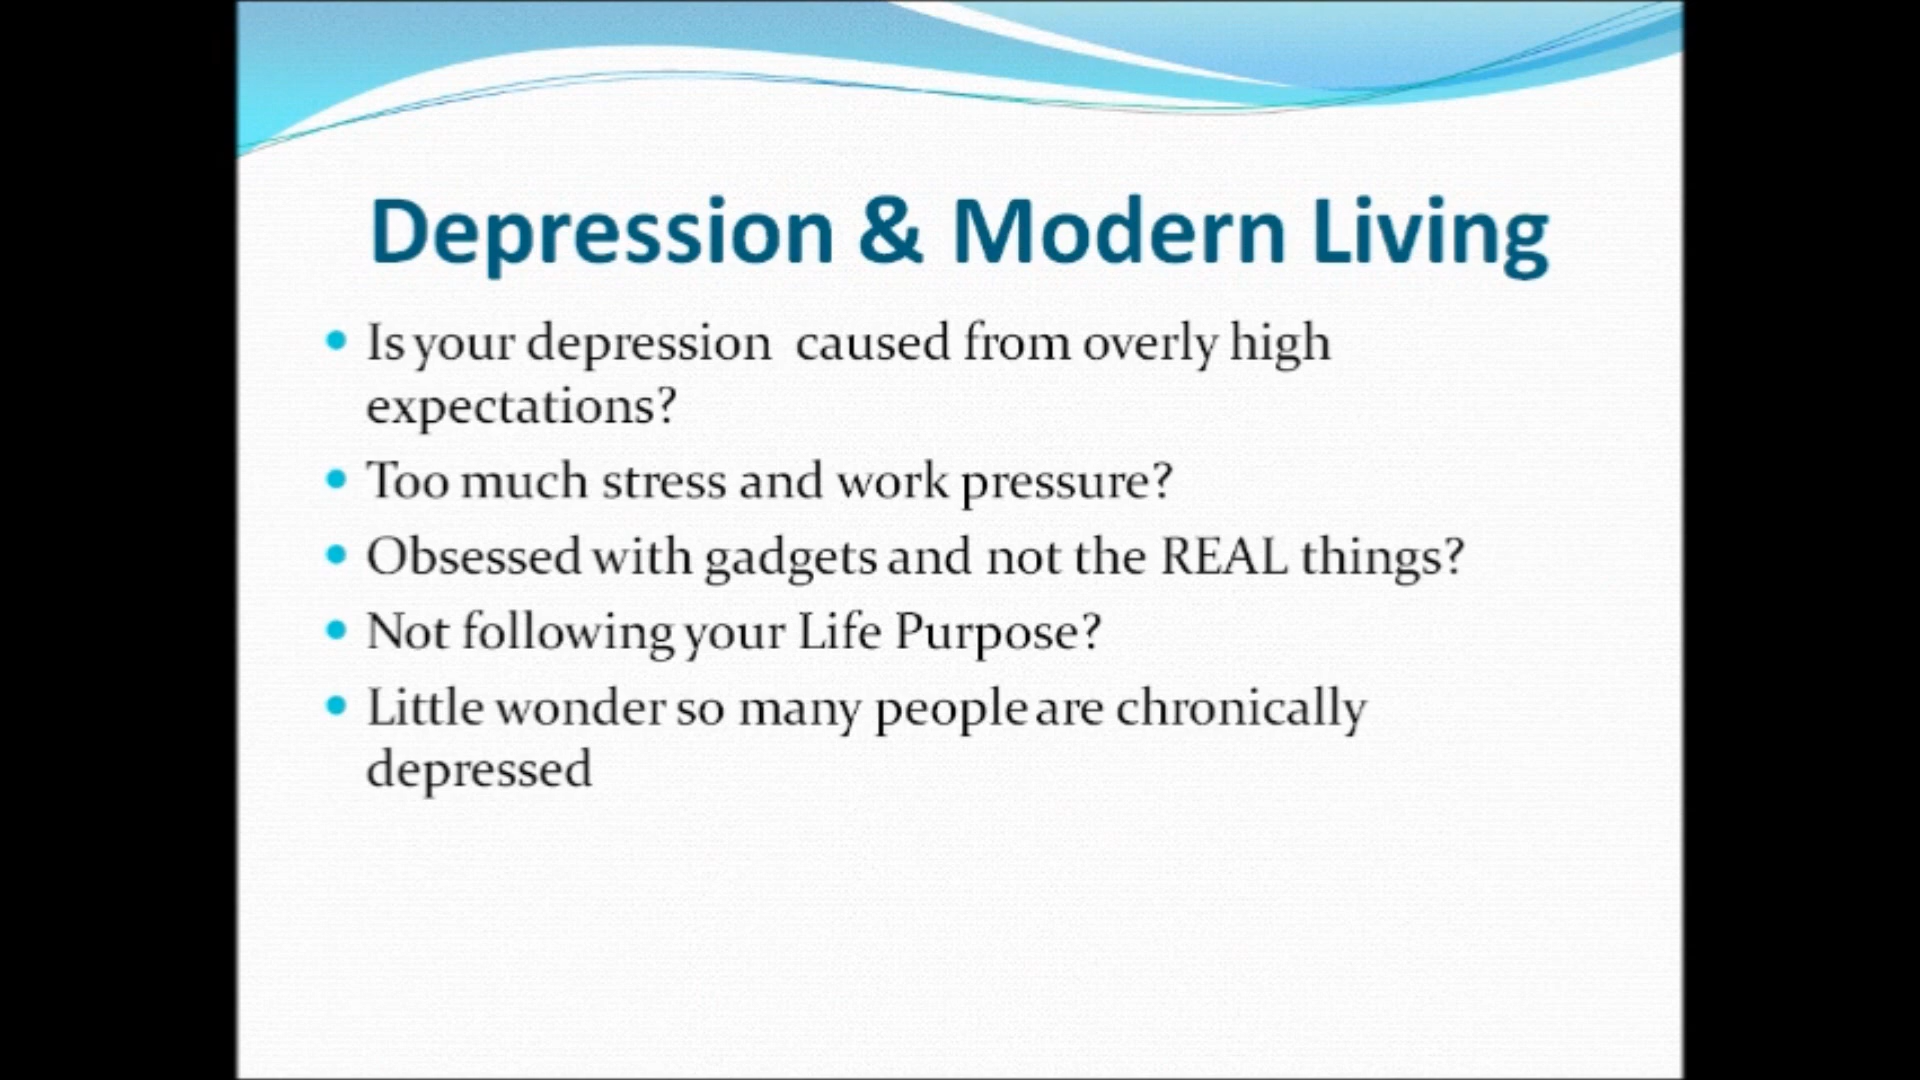 Depression & Modern Living
• Is your depression  caused from overly high
expectations?
• Too much stress and work pressure?
• Obsessed with gadgets and not the REAL things?
• Not following your Life Purpose?
• Little wonder so many people are chronically
depressed